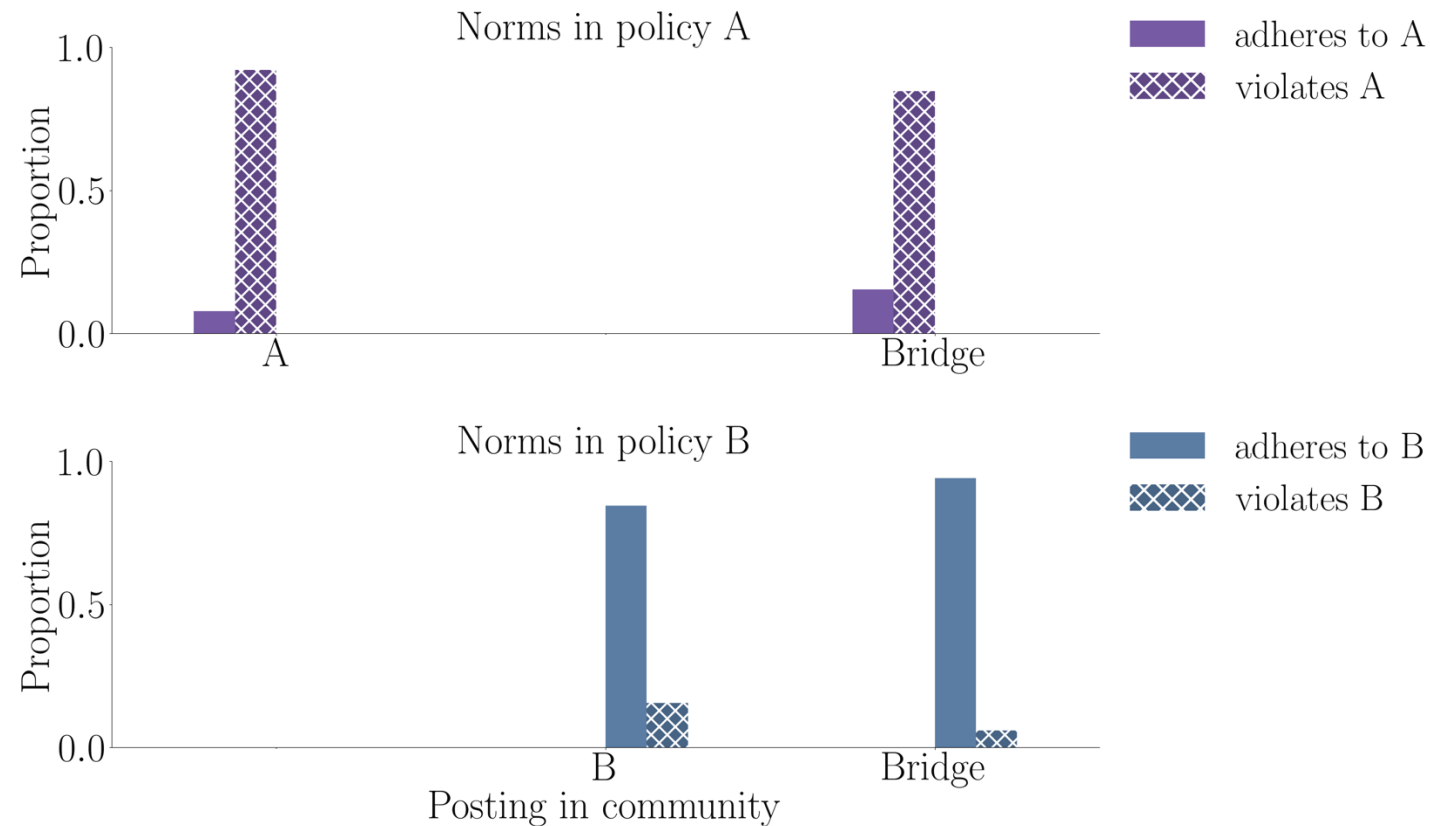 Norms in policy A
adheres to A
violates A
Proportion
1.0
0.5
0.0
A
Bridge
Norms in policy B
adheres to B
violates B
Proportion
1.0
0.5
0.0
B
Bridge
Posting in community